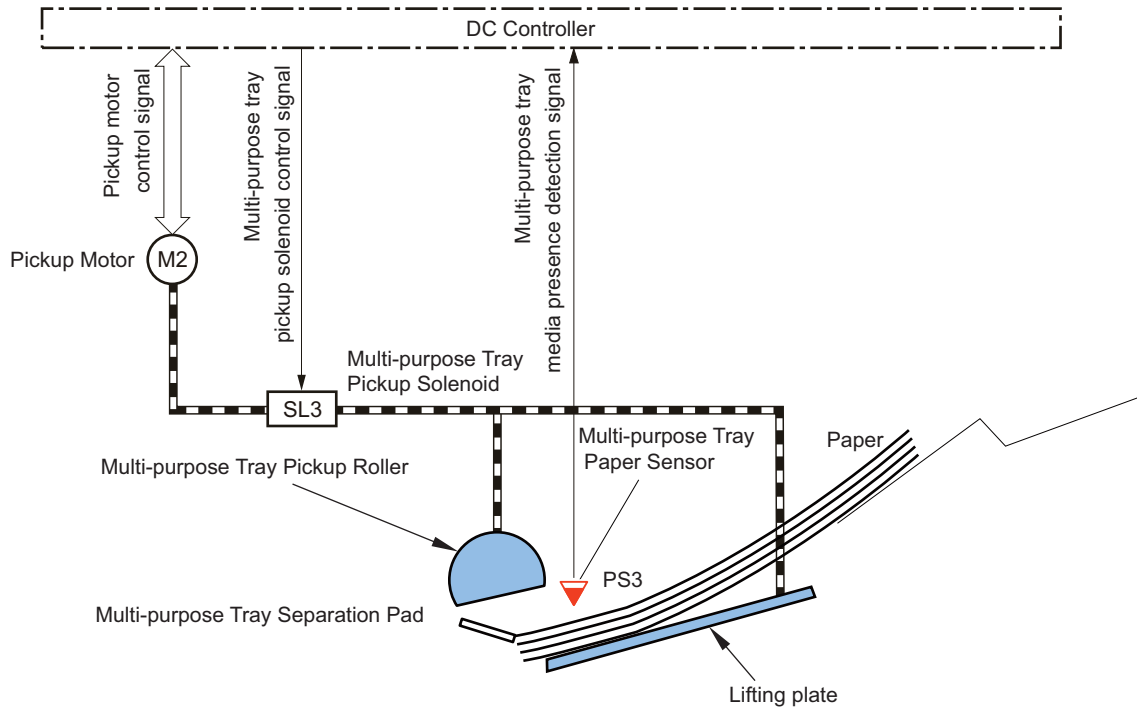 DC Controller
Pickup motor
control signal
Multi-purpose tray
pickup solenoid control signal
Multi-purpose tray
media presence detection signal
Pickup Motor
M2
Multi-purpose Tray
Pickup Solenoid
SL3
Multi-purpose Tray
Paper Sensor
Paper
Multi-purpose Tray Pickup Roller
PS3
Multi-purpose Tray Separation Pad
Lifting plate